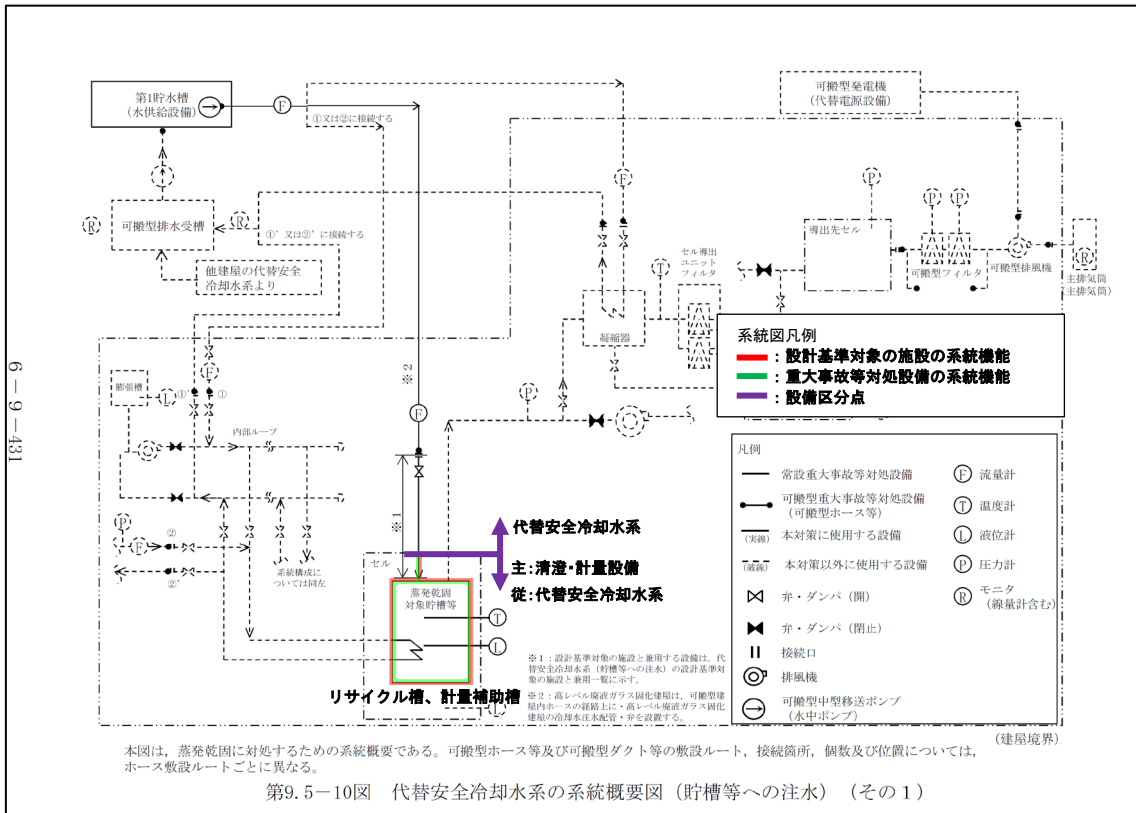 第1貯水槽
(水供給設備)
F
①又は②に接続する
可搬型発電機
(代替電源設備)
R
可搬型排水受槽
R
①’又は②’に接続する
他建屋の代替安全
冷却水系より
F
P
P
P
導出先セル
可搬型フィルタ
可搬型排風機
R
主排気筒
(主排気筒)
セル導出
ユニット
フィルタ
T
凝縮器
※2
膨張槽
L
①’
F
①
内部ループ
F
P
系統図凡例
:設計基準対象の施設の系統機能
:重大事故等対処設備の系統機能
:設備区分点
6-9-431
※1
P
F
②
②’
系統構成に
ついては同左
代替安全冷却水系
主:清澄・計量設備
従:代替安全冷却水系
セル
蒸発乾固
対象貯槽等
T
L
リサイクル槽、計量補助槽
L
※1:設計基準対象の施設と兼用する設備は、代
替安全冷却水系(貯槽等への注水)の設計基準対
象の施設と兼用一覧に示す。
※2:高レベル廃液ガラス固化建屋は,可搬型建
屋内ホースの経路上に・高レベル廃液ガラス固化
建屋の冷却水注水配管・弁を設置する。
凡例
常設重大事故等対処設備
可搬型重大事故等対処設備
(可搬型ホース等)
(実線)
本対策に使用する設備
(破線)
本対策以外に使用する設備
弁・ダンパ(開)
弁・ダンパ(閉止)
接続口
排風機
可搬型中型移送ポンプ
(水中ポンプ)
F 流量計
T 温度計
L 液位計
P 圧力計
R モニタ
(線量計含む)
(建屋境界)
本図は,蒸発乾固に対処するための系統概要である。可搬型ホース等及び可搬型ダクト等の敷設ルート,接続箇所,個数及び位置については,
ホース敷設ルートごとに異なる。
第9.5-10図 代替安全冷却水系の系統概要図(貯槽等への注水)(その1)